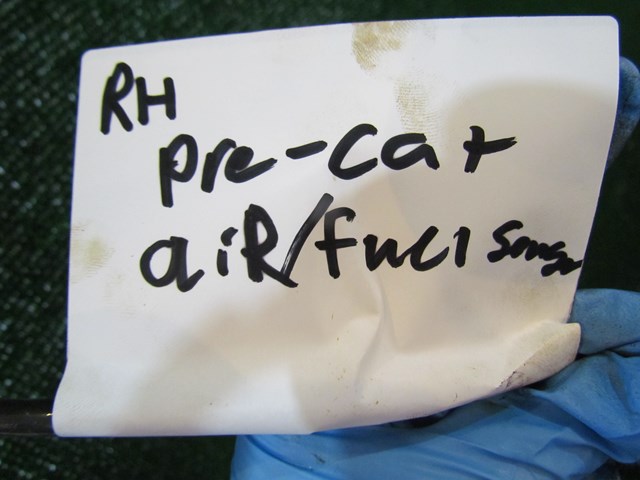 RH
pre-cat
aiR/fuel Sensor